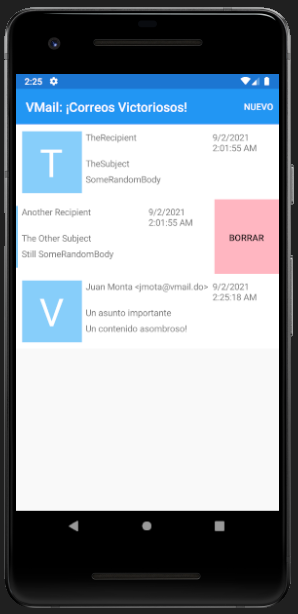 2:25
VMail: ¡Correos Victoriosos!
NUEVO
T
TheRecipient
9/2/2021
2:01:55 AM
TheSubject
SomeRandomBody
Another Recipient
9/2/2021
2:01:55 AM
The Other Subject
Still SomeRandomBody
BORRAR
V
Juan Monta <jmota@vmail.do>
9/2/2021
2:25:18 AM
Un asunto importante
Un contenido asombroso!